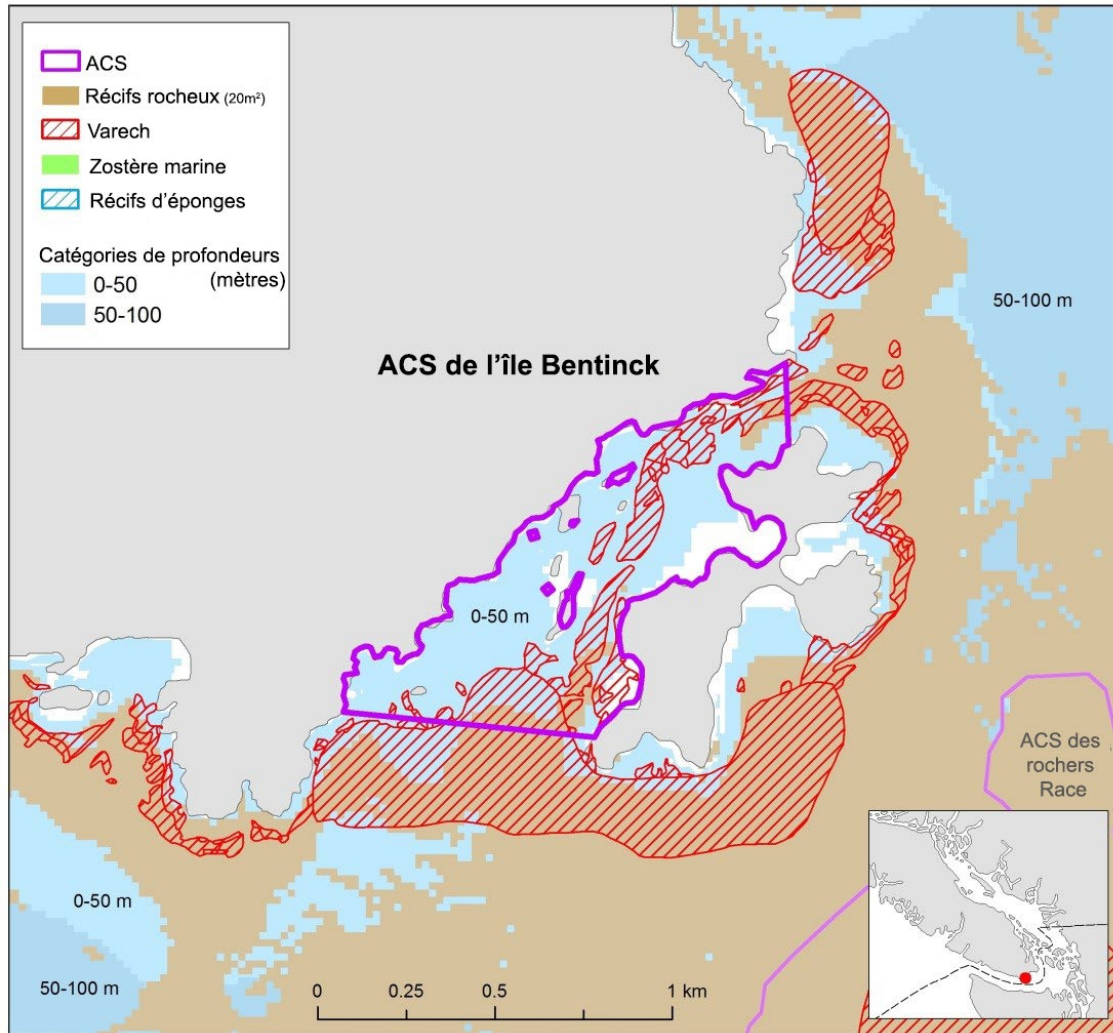 ACS
Récifs rocheux (20m²)
Varech
Zostère marine
Récifs d'éponges
Catégories de profondeurs
(mètres)
0-50
50-100
50-100 m
ACS de l'île Bentinck
0-50 m
ACS des
rochers
Race
0-50 m
50-100 m
0 0.25 0.5 1 km